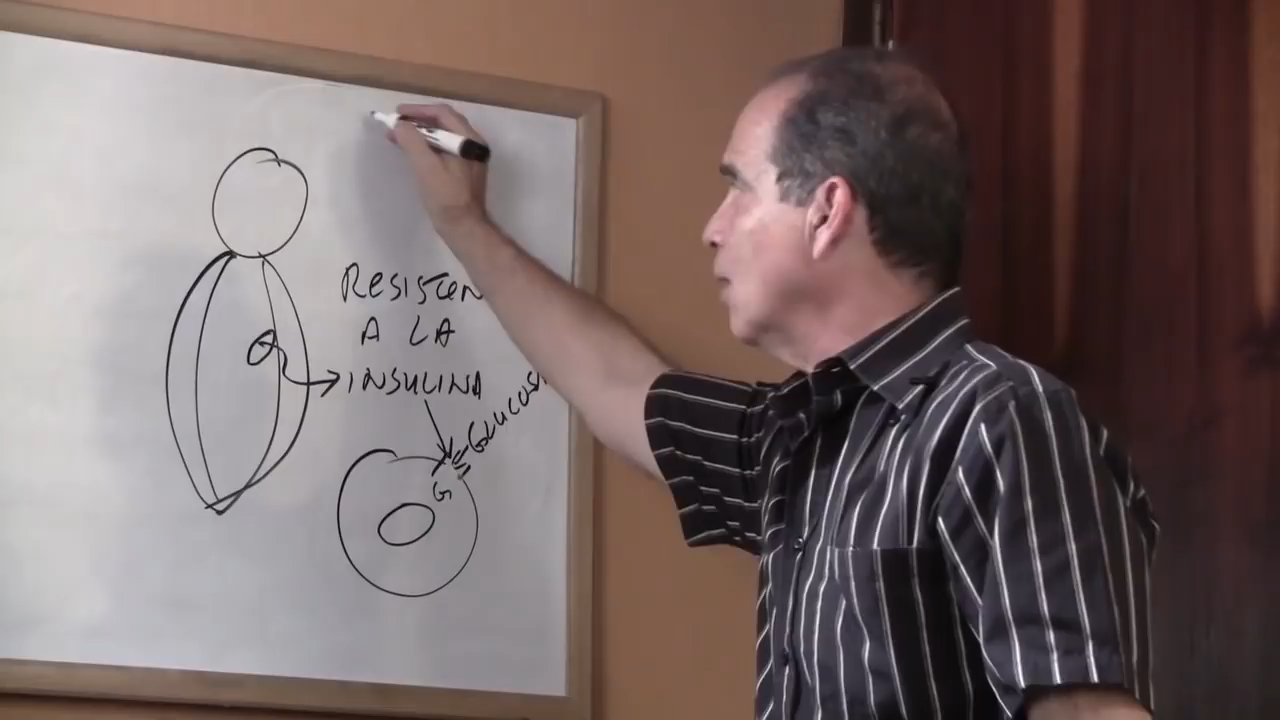 RESISTEN
A LA
INSULINA
GLUCOS
G